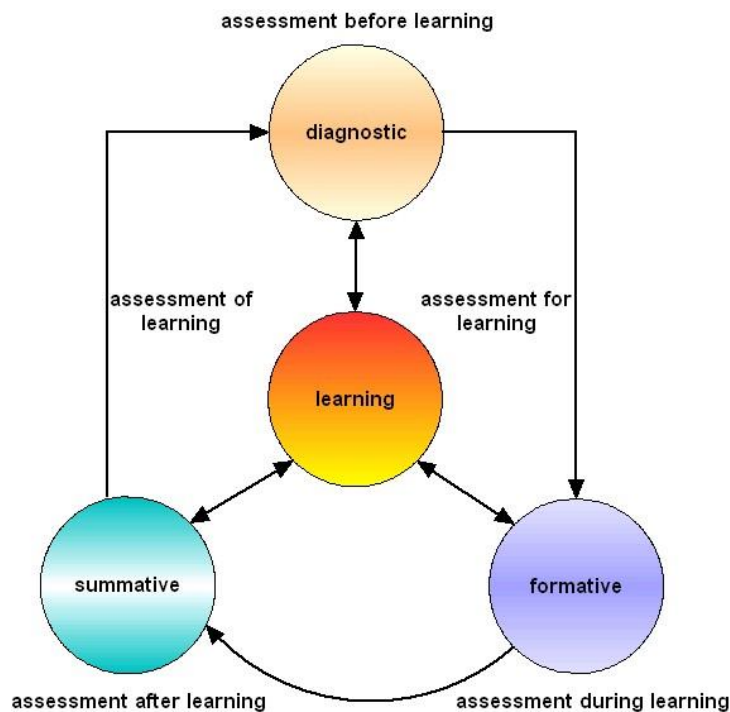 assessment before learning
diagnostic
assessment of
learning
assessment for
learning
learning
summative
formative
assessment after learning
assessment during learning